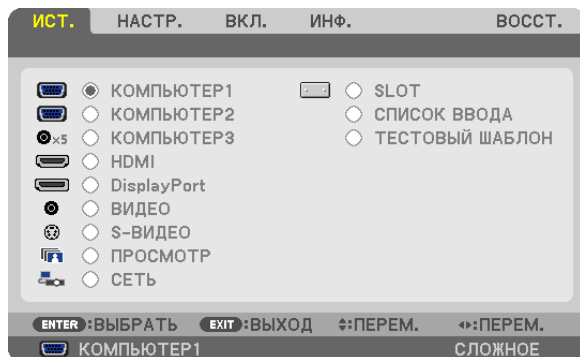 ИСТ. НАСТР. ВКЛ. ИНФ. ВОССТ.
КОМПЬЮТЕР1 SLOT
КОМПЬЮТЕР2 СПИСОК ВВОДА
×5 КОМПЬЮТЕР3 ТЕСТОВЫЙ ШАБЛОН
HDMI
DisplayPort
ВИДЕО
S-ВИДЕО
ПРОСМОТР
СЕТЬ
ENTER:ВЫБРАТЬ EXIT:ВЫХОД :ПЕРЕМ. :ПЕРЕМ.
КОМПЬЮТЕР1 СЛОЖНОЕ